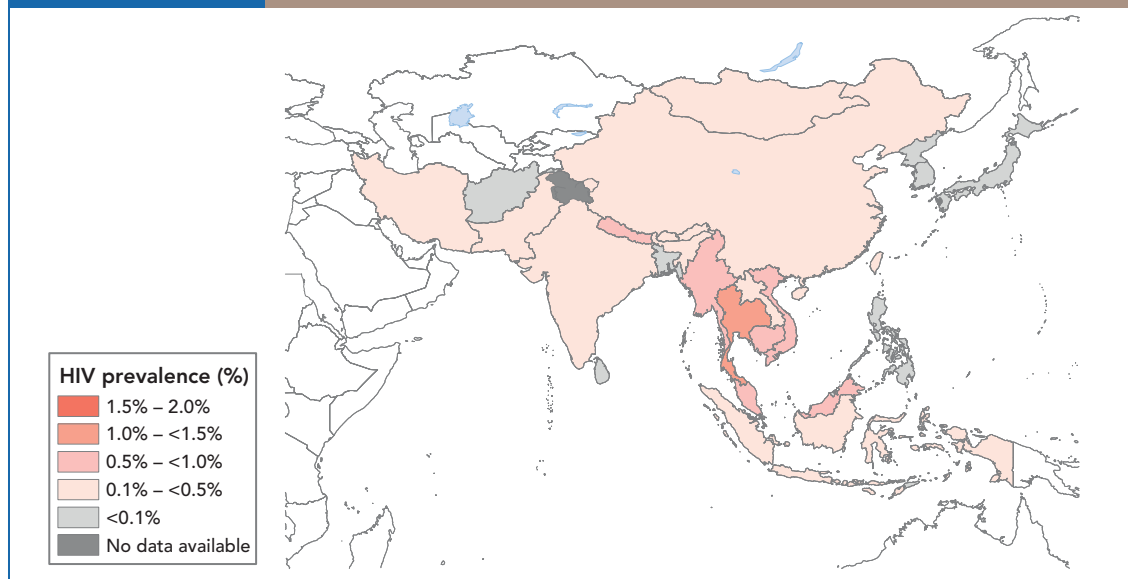 HIV prevalence (%)
1.5% – 2.0%
1.0% – <1.5%
0.5% – <1.0%
0.1% – <0.5%
<0.1%
No data available